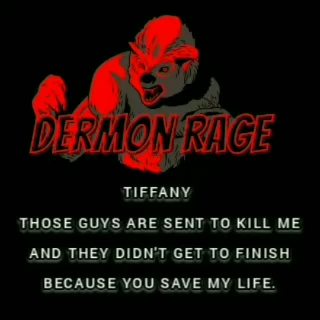 DERMON RAGE
TIFFANY
THOSE GUYS ARE SENT TO KILL ME
AND THEY DIDN'T GET TO FINISH
BECAUSE YOU SAVE MY LIFE.